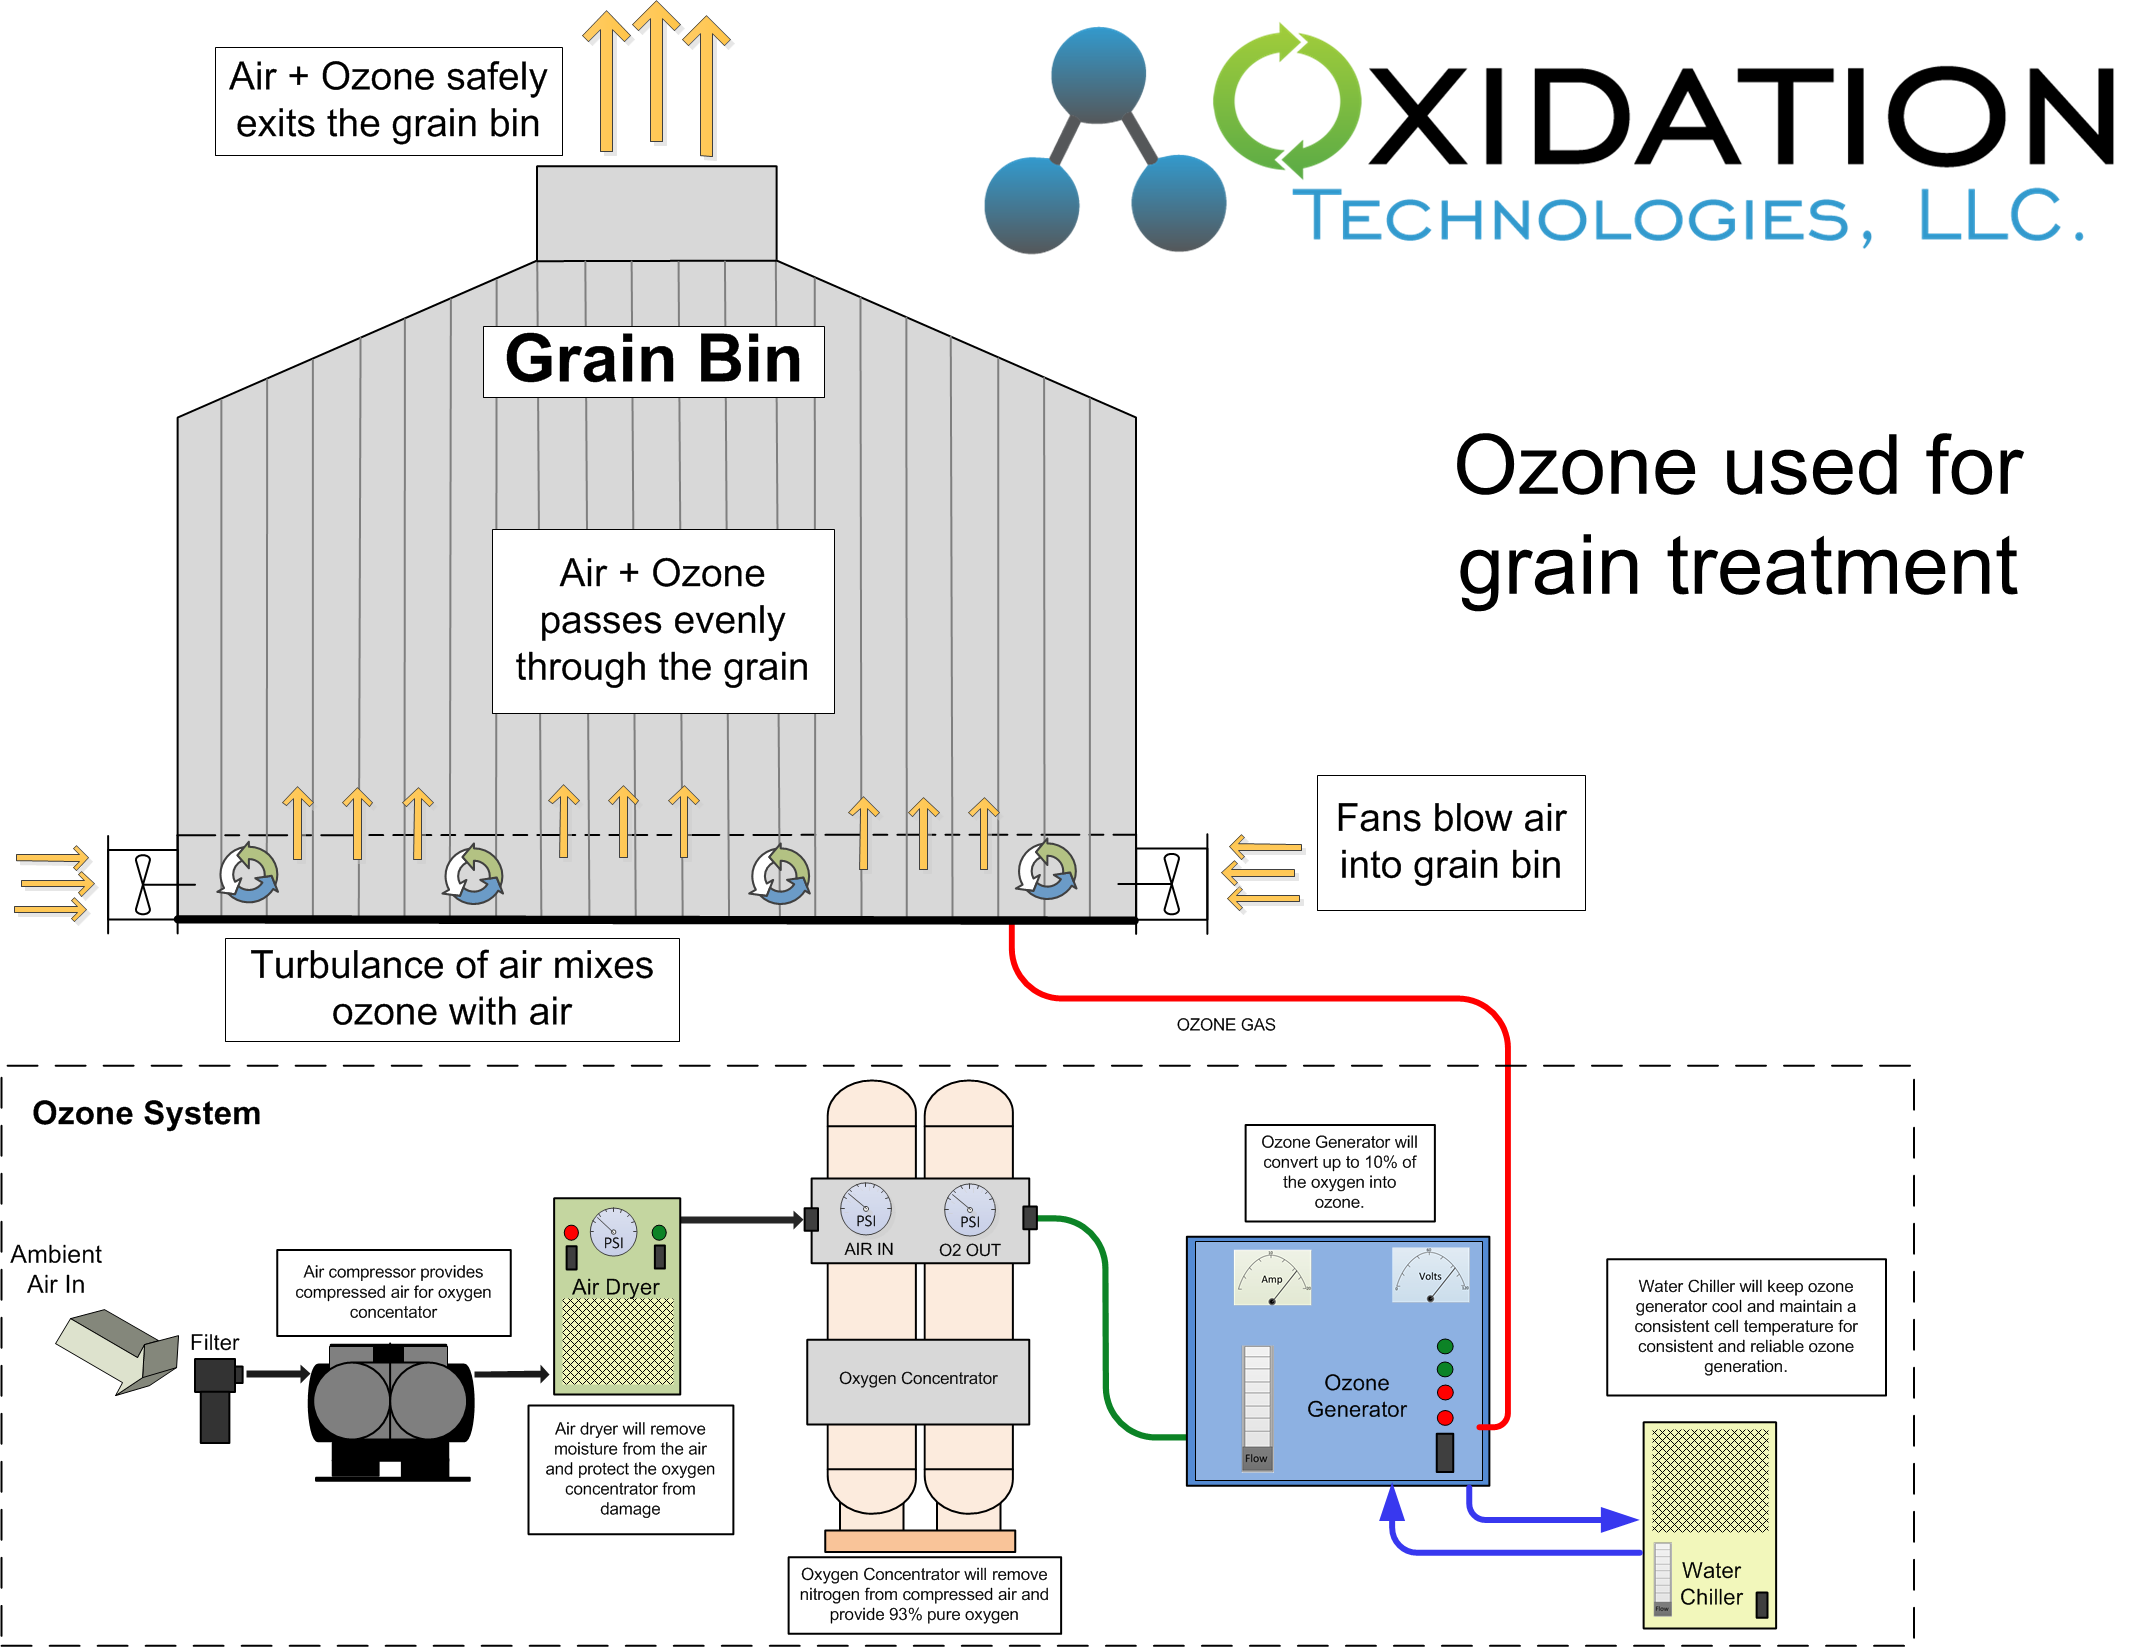 Air + Ozone safely
exits the grain bin
OXIDATION
TECHNOLOGIES, LLC.
Grain Bin
Ozone used for
grain treatment
Air + Ozone
passes evenly
through the grain
Fans blow air
into grain bin
Turbulance of air mixes
ozone with air
OZONE GAS
Ozone System
Ambient
Air In
Filter
Air compressor provides
compressed air for oxygen
concentator
PSI
Air Dryer
Air dryer will remove
moisture from the air
and protect the oxygen
concentrator from
damage
PSI
PSI
AIR IN
O2 OUT
Oxygen Concentrator
Oxygen Concentrator will remove
nitrogen from compressed air and
provide 93% pure oxygen
Ozone Generator will
convert up to 10% of
the oxygen into
ozone.
Amp
Volts
Ozone
Generator
Flow
Water Chiller will keep ozone
generator cool and maintain a
consistent cell temperature for
consistent and reliable ozone
generation.
Water
Chiller
Flow